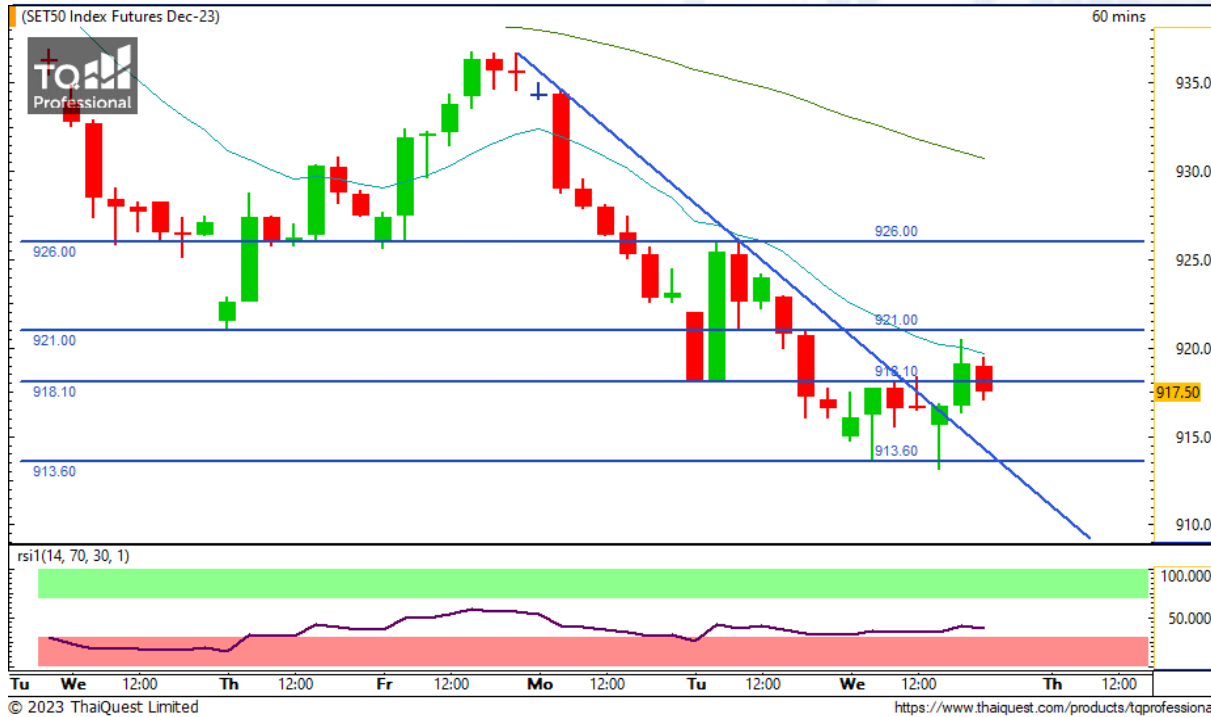 (SET50 Index Futures Dec-23) 60 mins
TQ
Professional
935.0
930.0
926.00 926.00
925.0
921.00 921.00
920.0
918.10 918.10
917.50
915.0
913.60 913.60
910.0
rsi1(14, 70, 30, 1)
100.000
50.000
Tu We 12:00 Th 12:00 Fr 12:00 Mo 12:00 Tu 12:00 We 12:00 Th 12:00
© 2023 ThaiQuest Limited https://www.thaiquest.com/products/tqprofessiona